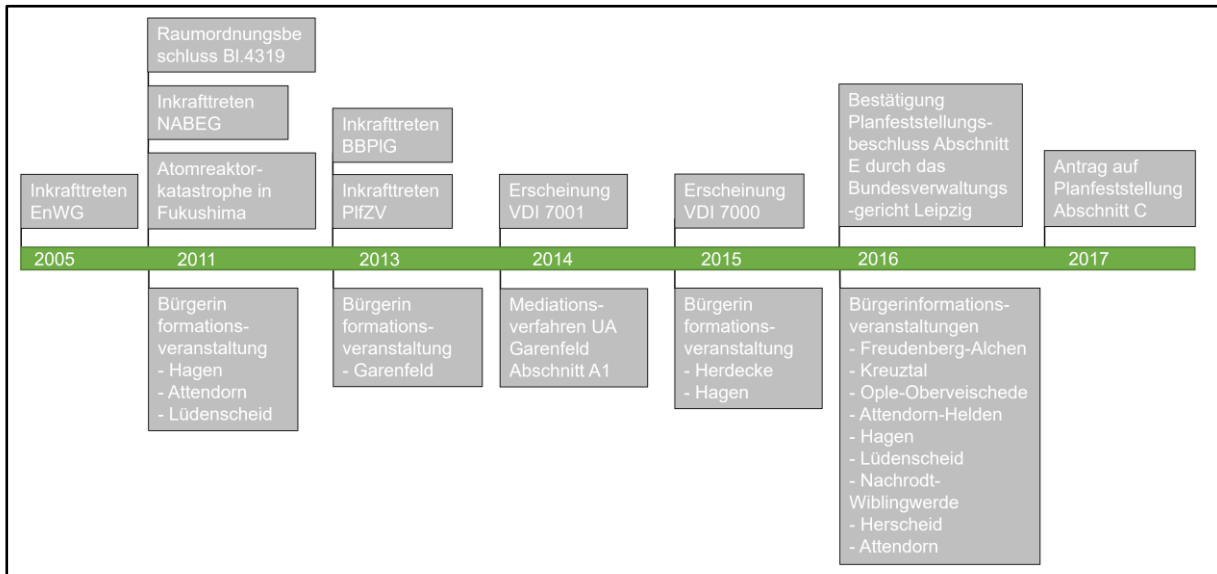 Raumordnungsbe
schluss Bl.4319
Inkrafttreten
NABEG
Atomreaktor-
katastrophe in
Fukushima
Inkrafttreten
EnWG
Inkrafttreten
BBPlG
Inkrafttreten
PlfZV
Erscheinung
VDI 7001
Erscheinung
VDI 7000
Bestätigung
Planfeststellungs-
beschluss Abschnitt
E durch das
Bundesverwaltungs
-gericht Leipzig
Antrag auf
Planfeststellung
Abschnitt C
2005 2011 2013 2014 2015 2016 2017
Bürgerin
formations-
veranstaltung
- Hagen
- Attendorn
- Lüdenscheid
Bürgerin
formations-
veranstaltung
- Garenfeld
Mediations-
verfahren UA
Garenfeld
Abschnitt A1
Bürgerin
formations-
veranstaltung
- Herdecke
- Hagen
Bürgerinformations-
veranstaltungen
- Freudenberg-Alchen
- Kreuztal
- Ople-Oberveischede
- Attendorn-Helden
- Hagen
- Lüdenscheid
- Nachrodt-
Wiblingwerde
- Herscheid
- Attendorn